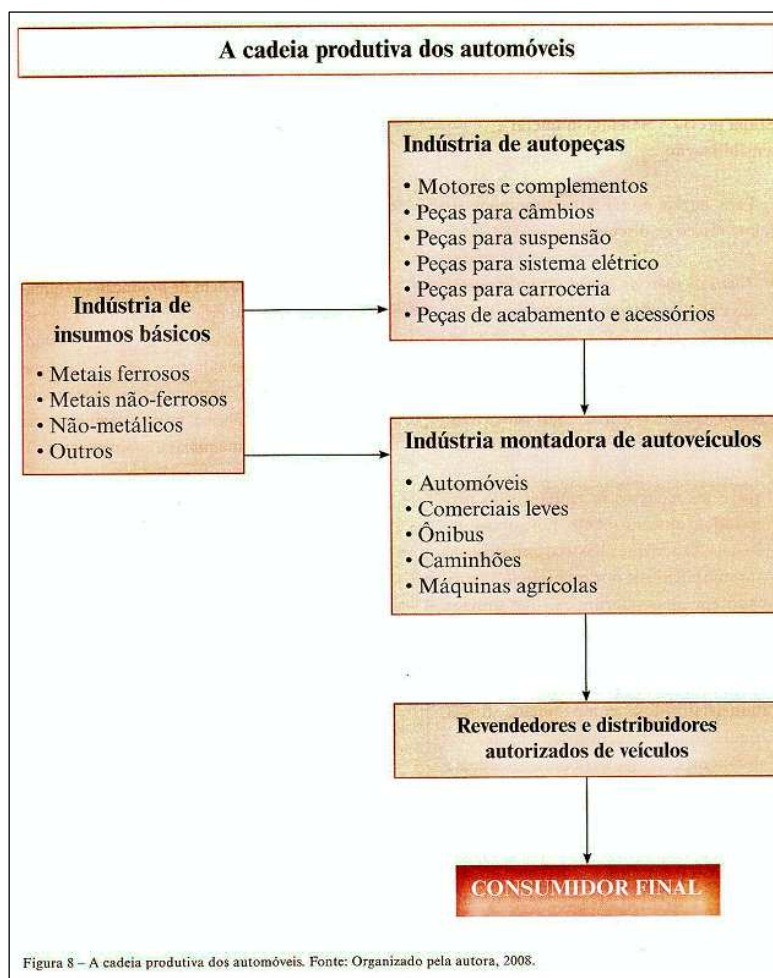 A cadeia produtiva dos automóveis
Indústria de autopeças
• Motores e complementos
• Peças para câmbios
• Peças para suspensão
• Peças para sistema elétrico
• Peças para carroceria
• Peças de acabamento e acessórios
Indústria de
insumos básicos
• Metais ferrosos
• Metais não-ferrosos
• Não-metálicos
• Outros
Indústria montadora de autoveículos
• Automóveis
• Comerciais leves
• Ônibus
• Caminhões
• Máquinas agrícolas
Revendedores e distribuidores
autorizados de veículos
CONSUMIDOR FINAL
Figura 8 – A cadeia produtiva dos automóveis. Fonte: Organizado pela autora, 2008.